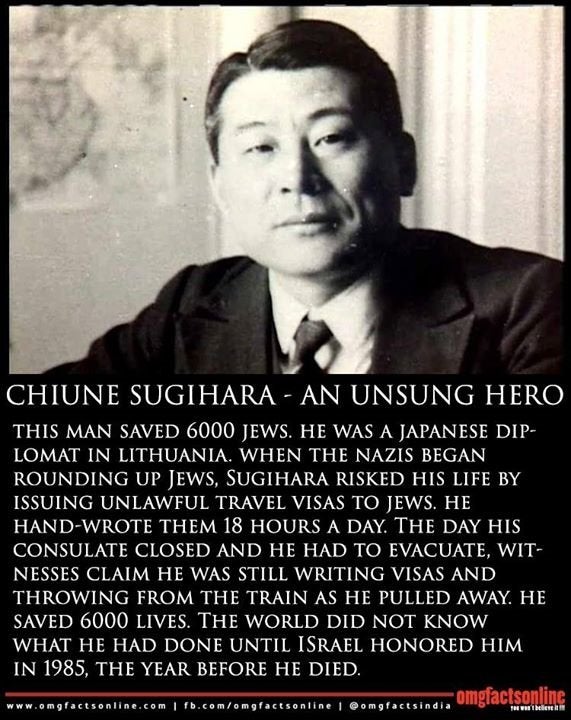 CHIUNE SUGIHARA - AN UNSUNG HERO
THIS MAN SAVED 6000 JEWS. HE WAS A JAPANESE DIP-
LOMAT IN LITHUANIA. WHEN THE NAZIS BEGAN
ROUNDING UP JEWS, SUGIHARA RISKED HIS LIFE BY
ISSUING UNLAWFUL TRAVEL VISAS TO JEWS. HE
HAND-WROTE THEM 18 HOURS A DAY. THE DAY HIS
CONSULATE CLOSED AND HE HAD TO EVACUATE, WIT-
NESSES CLAIM HE WAS STILL WRITING VISAS AND
THROWING FROM THE TRAIN AS HE PULLED AWAY. HE
SAVED 6000 LIVES. THE WORLD DID NOT KNOW
WHAT HE HAD DONE UNTIL ISRAEL HONORED HIM
IN 1985, THE YEAR BEFORE HE DIED.
omgfactsonline
you won't believe it !!!
www.omgfactsonline.com | fb.com/omgfactsonline | @omgfactsindia